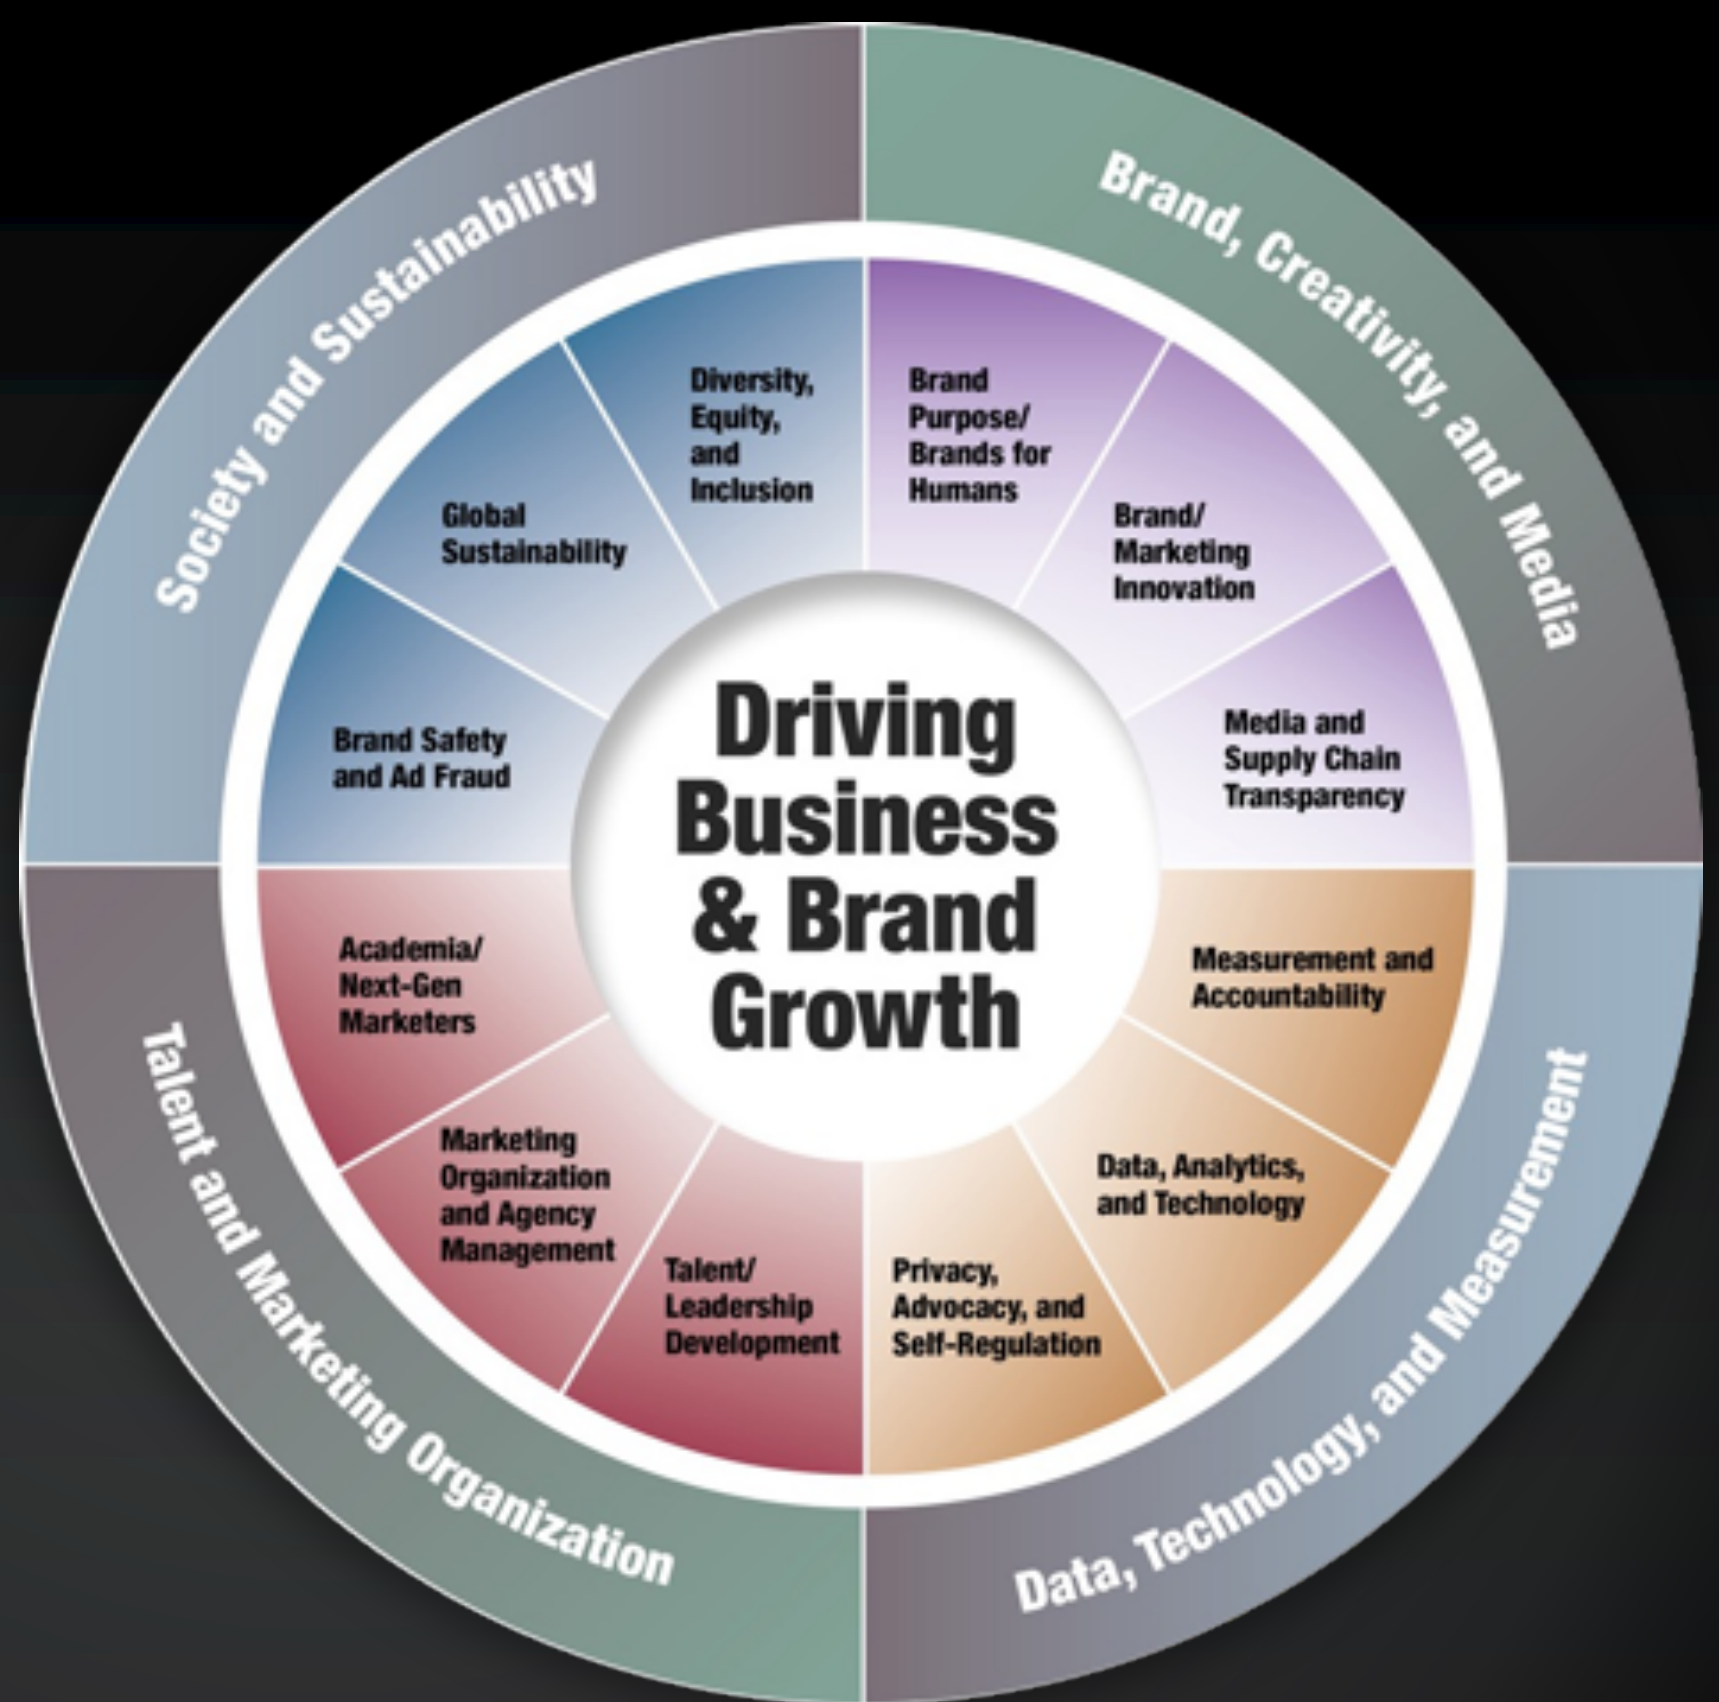 Society and Sustainability
Brand, Creativity, and Media
Diversity,
Equity,
and
Inclusion
Brand
Purpose/
Brands for
Humans
Global
Sustainability
Brand/
Marketing
Innovation
Brand Safety
and Ad Fraud
Media and
Supply Chain
Transparency
Driving
Business
& Brand
Growth
Academia/
Next-Gen
Marketers
Measurement and
Accountability
Marketing
Organization
and Agency
Management
Data, Analytics,
and Technology
Talent/
Leadership
Development
Privacy,
Advocacy, and
Self-Regulation
Talent and Marketing Organization
Data, Technology, and Measurement